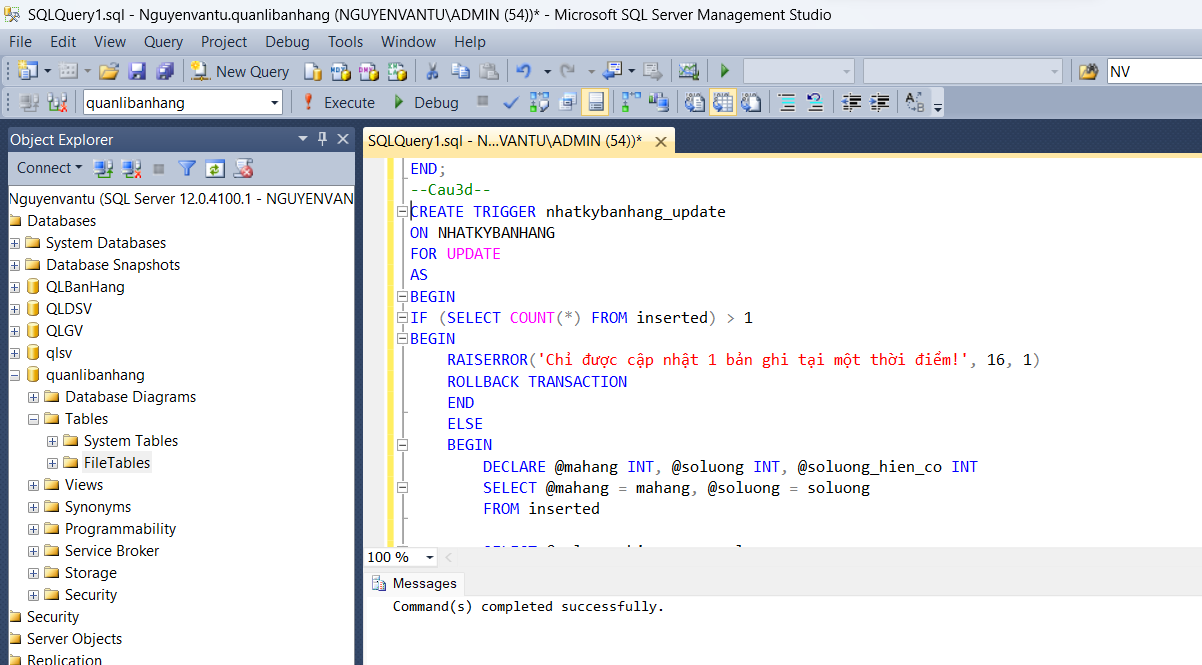 SQLQuery1.sql - Nguyenvantu.quanlibanhang (NGUYENVANTU\ADMIN (54))* - Microsoft SQL Server Management Studio
File Edit View Query Project Debug Tools Window Help
New Query NV
quanlibanhang Execute Debug
Object Explorer
Connect
Nguyenvantu (SQL Server 12.0.4100.1 - NGUYENVAN
Databases
System Databases
Database Snapshots
QLBanHang
QLDSV
QLGV
qlsv
quanlibanhang
Database Diagrams
Tables
System Tables
FileTables
Views
Synonyms
Programmability
Service Broker
Storage
Security
Security
Server Objects
Replication
SQLQuery1.sql - N...VANTU\ADMIN (54))*
END;
--Cau3d--
CREATE TRIGGER nhatkybanhang_update
ON NHATKYBANHANG
FOR UPDATE
AS
BEGIN
IF (SELECT COUNT(*) FROM inserted) > 1
BEGIN
RAISERROR('Chỉ được cập nhật 1 bản ghi tại một thời điểm!', 16, 1)
ROLLBACK TRANSACTION
END
ELSE
BEGIN
DECLARE @mahang INT, @soluong INT, @soluong_hien_co INT
SELECT @mahang = mahang, @soluong = soluong
FROM inserted
100 %
Messages
Command(s) completed successfully.